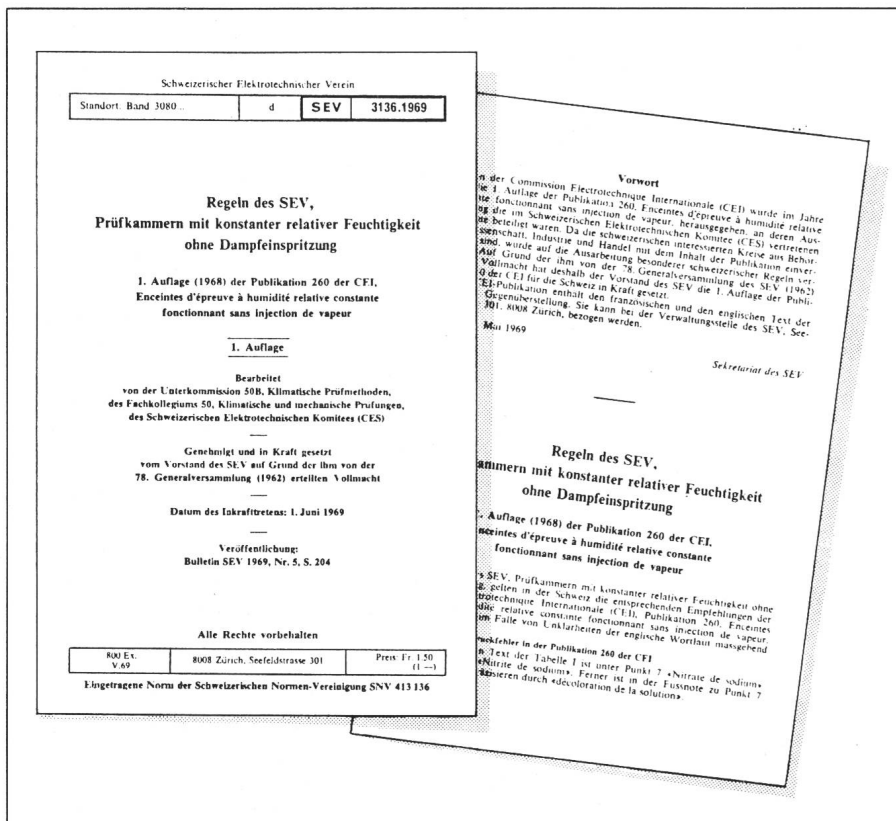 Schweizerischer Elektrotechnischer Verein
Standort: Band 3080 ..
d
SEV
3136.1969
Regeln des SEV,
Prüfkammern mit konstanter relativer Feuchtigkeit
ohne Dampfeinspritzung
1. Auflage (1968) der Publikation 260 der CEI,
Enceintes d'épreuve à humidité relative constante
fonctionnant sans injection de vapeur
1. Auflage
Bearbeitet
von der Unterkommission 50B, Klimatische Prüfmethoden,
des Fachkollegiums 50, Klimatische und mechanische Prüfungen,
des Schweizerischen Elektrotechnischen Komitees (CES)
Genehmigt und in Kraft gesetzt
vom Vorstand des SEV auf Grund der ihm von der
78. Generalversammlung (1962) erteilten Vollmacht
Datum des Inkrafttretens: 1. Juni 1969
Veröffentlichung:
Bulletin SEV 1969, Nr. 5, S. 204
Alle Rechte vorbehalten
800 Ex.
V.69
8008 Zürich, Seefeldstrasse 301
Preis: Fr. 1.50
(1.—)
Eingetragene Norm der Schweizerischen Normen-Vereinigung SNV 413 136
Vorwort
der Commission Electrotechnique Internationale (CEI) wurde im Jahre
1. Auflage der Publikation 260, Enceintes d'épreuve à humidité relative
fonctionnant sans injection de vapeur, herausgegeben, an deren Aus-
die im Schweizerischen Elektrotechnischen Komitee (CES) vertretenen
beteiligt waren. Da die schweizerischen interessierten Kreise aus Behör-
Industrie und Handel mit dem Inhalt der Publikation einver-
sind, wurde auf die Ausarbeitung besonderer schweizerischer Regeln ver-
Auf Grund der ihm von der 78. Generalversammlung des SEV (1962)
Vollmacht hat deshalb der Vorstand des SEV die 1. Auflage der Publi-
der CEI für die Schweiz in Kraft gesetzt.
EI-Publikation enthält den französischen und den englischen Text der
Gegenüberstellung. Sie kann bei der Verwaltungsstelle des SEV, See-
301, 8008 Zürich, bezogen werden.
Mai 1969
Sekretariat des SEV
Regeln des SEV,
ammern mit konstanter relativer Feuchtigkeit
ohne Dampfeinspritzung
. Auflage (1968) der Publikation 260 der CEI,
nceintes d'épreuve à humidité relative constante
fonctionnant sans injection de vapeur
SEV, Prüfkammern mit konstanter relativer Feuchtigkeit ohne
gelten in der Schweiz die entsprechenden Empfehlungen der
trotechnique Internationale (CEI), Publikation 260, Enceintes
dité relative constante fonctionnant sans injection de vapeur.
im Falle von Unklarheiten der englische Wortlaut massgebend
ruckfehler in der Publikation 260 der CEI
Text der Tabelle I ist unter Punkt 7 «Nitrate de sodium»
«Nitrite de sodium». Ferner ist in der Fussnote zu Punkt 7
durch «décoloration de la solution».